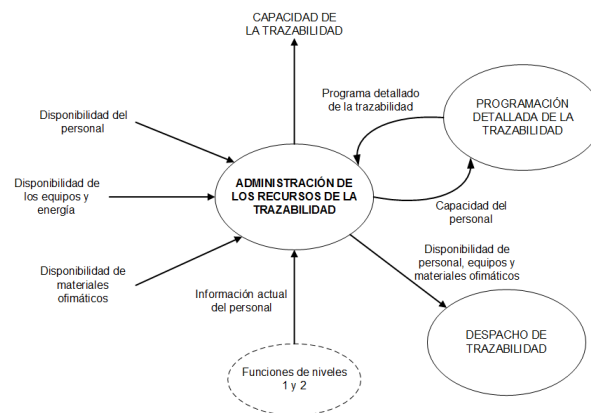 CAPACIDAD DE
LA TRAZABILIDAD
Programa detallado
de la trazabilidad
PROGRAMACIÓN
DETALLADA DE LA
TRAZABILIDAD
Disponibilidad del
personal
ADMINISTRACIÓN DE
LOS RECURSOS DE LA
TRAZABILIDAD
Disponibilidad de
los equipos y
energía
Capacidad del
personal
Disponibilidad de
materiales
ofimáticos
Información actual
del personal
Disponibilidad de
personal, equipos y
materiales ofimáticos
DESPACHO DE
TRAZABILIDAD
Funciones de niveles
1 y 2